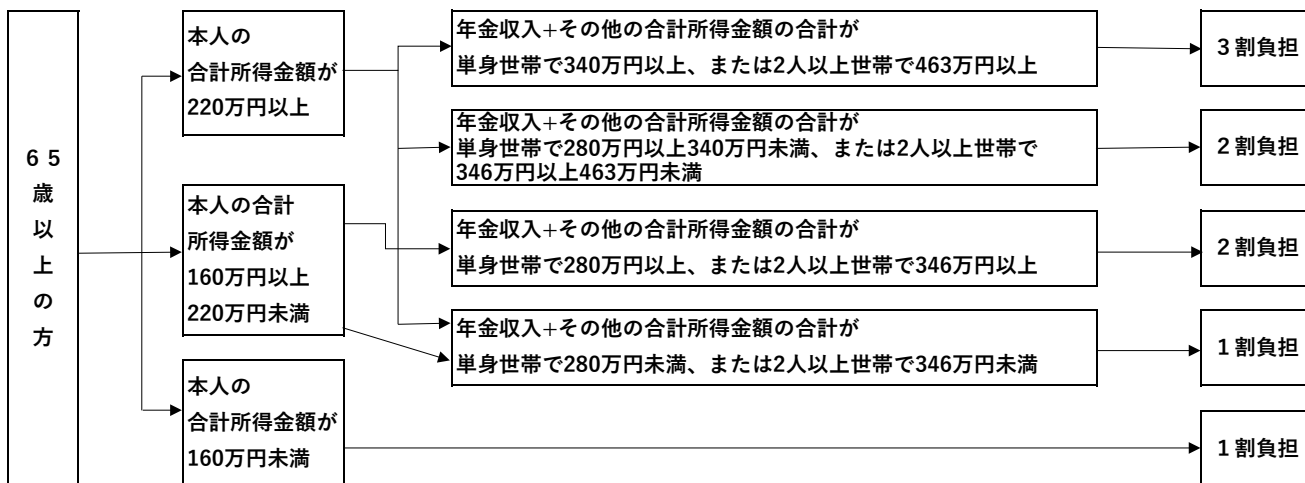 ６５歳以上の方
本人の
合計所得金額が
220万円以上
本人の合計
所得金額が
160万円以上
220万円未満
本人の
合計所得金額が
160万円未満
年金収入+その他の合計所得金額の合計が
単身世帯で340万円以上、または2人以上世帯で463万円以上
年金収入+その他の合計所得金額の合計が
単身世帯で280万円以上340万円未満、または2人以上世帯で
346万円以上463万円未満
年金収入+その他の合計所得金額の合計が
単身世帯で280万円以上、または2人以上世帯で346万円以上
年金収入+その他の合計所得金額の合計が
単身世帯で280万円未満、または2人以上世帯で346万円未満
３割負担
２割負担
２割負担
１割負担
１割負担